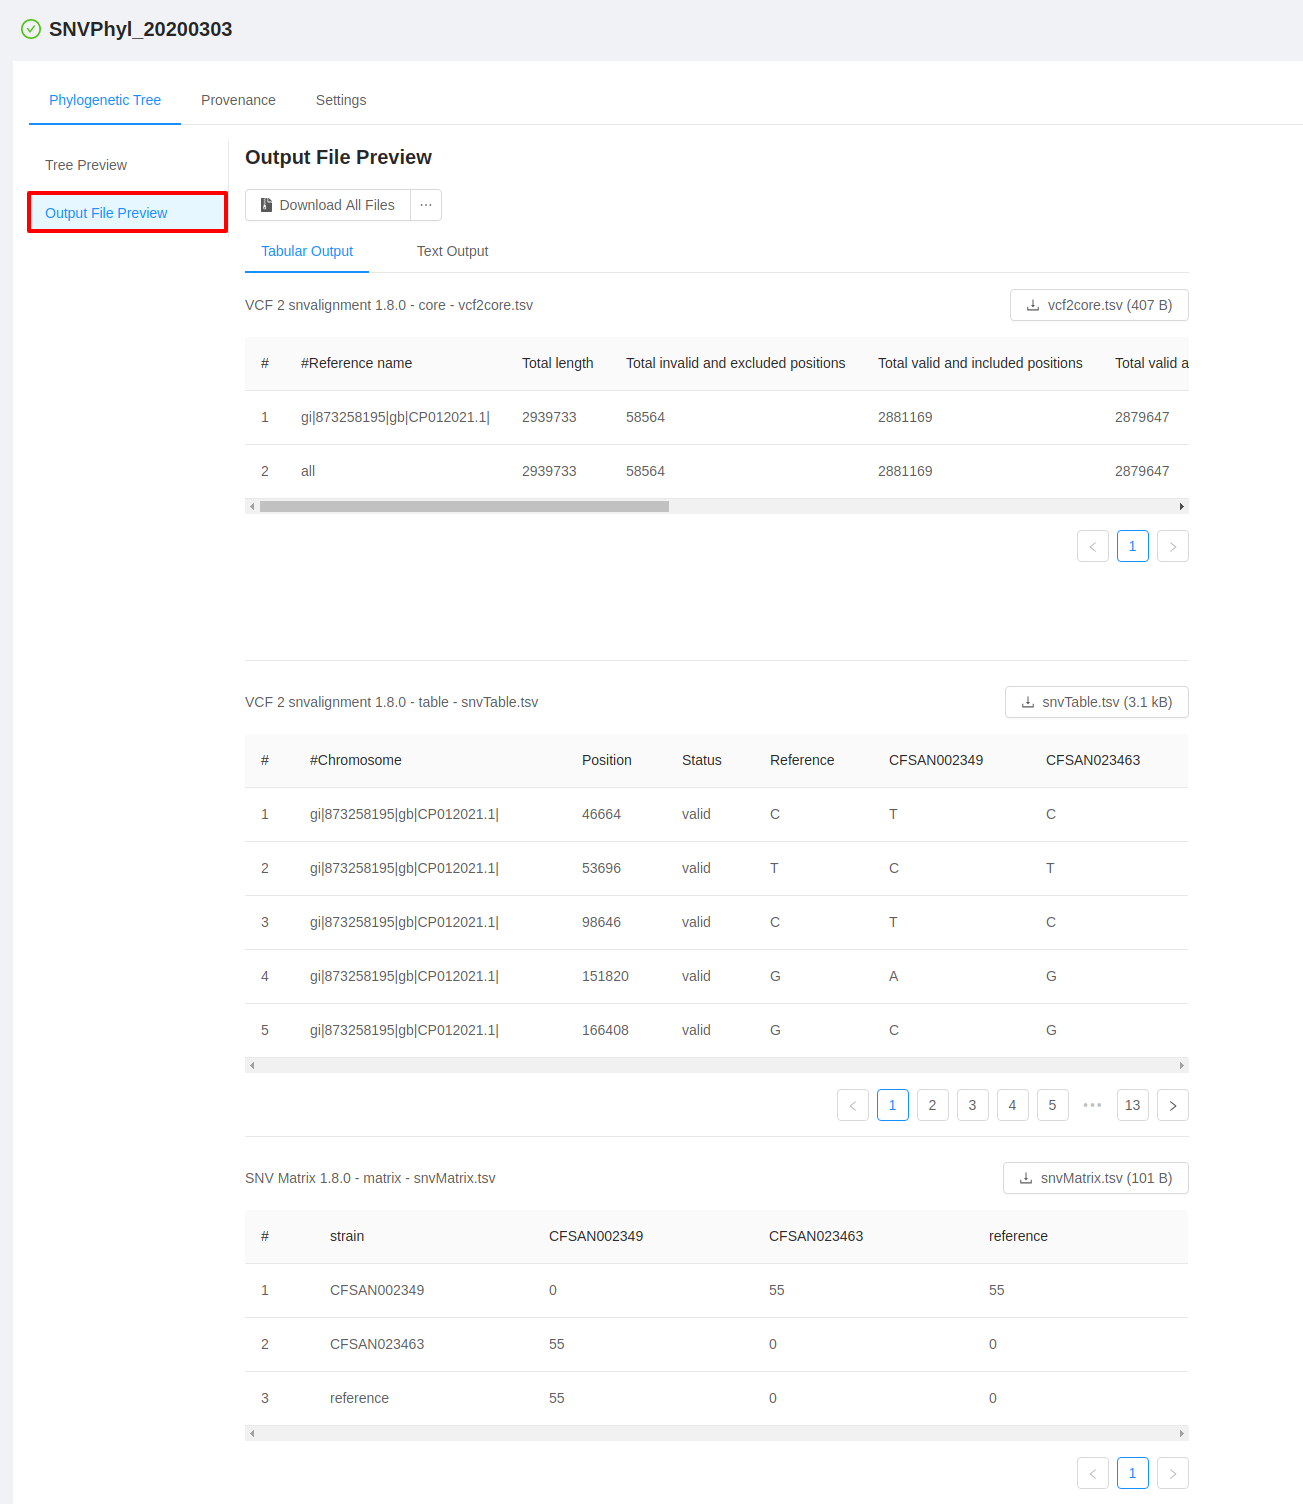 SNVPhyl_20200303
Phylogenetic Tree Provenance Settings
Tree Preview
Output File Preview
Output File Preview
Download All Files ···
Tabular Output Text Output
VCF 2 snvalignment 1.8.0 - core - vcf2core.tsv vcf2core.tsv (407 B)
# #Reference name Total length Total invalid and excluded positions Total valid and included positions Total valid a
1 gi|873258195|gb|CP012021.1| 2939733 58564 2881169 2879647
2 all 2939733 58564 2881169 2879647
< 1 >
VCF 2 snvalignment 1.8.0 - table - snvTable.tsv snvTable.tsv (3.1 kB)
# #Chromosome Position Status Reference CFSAN002349 CFSAN023463
1 gi|873258195|gb|CP012021.1| 46664 valid C T C
2 gi|873258195|gb|CP012021.1| 53696 valid T C T
3 gi|873258195|gb|CP012021.1| 98646 valid C T C
4 gi|873258195|gb|CP012021.1| 151820 valid G A G
5 gi|873258195|gb|CP012021.1| 166408 valid G C G
< 1 2 3 4 5 ••• 13 >
SNV Matrix 1.8.0 - matrix - snvMatrix.tsv snvMatrix.tsv (101 B)
# strain CFSAN002349 CFSAN023463 reference
1 CFSAN002349 0 55 55
2 CFSAN023463 55 0 0
3 reference 55 0 0
< 1 >